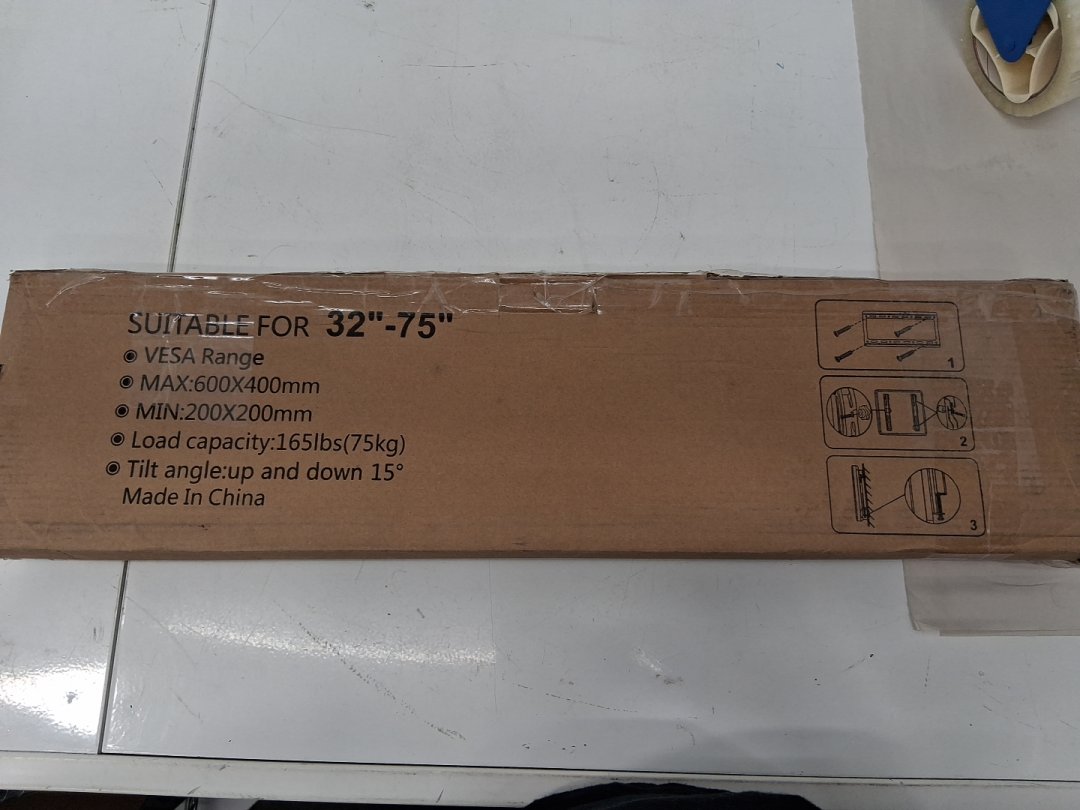 SUITABLE FOR 32"-75"
VESA Range
MAX:600X400mm
MIN:200X200mm
Load capacity:165lbs(75kg)
Tilt angle:up and down 15°
Made In China
1
2
3